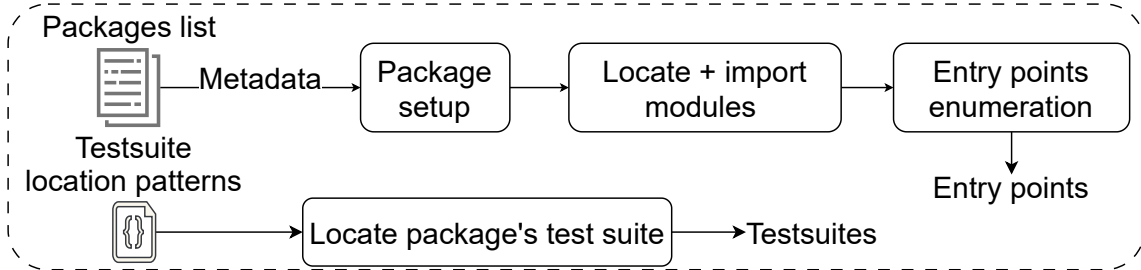 Packages list
Metadata
Package
setup
Locate + import
modules
Entry points
enumeration
Testsuite
location patterns
Entry points
{}
Locate package's test suite
Testsuites